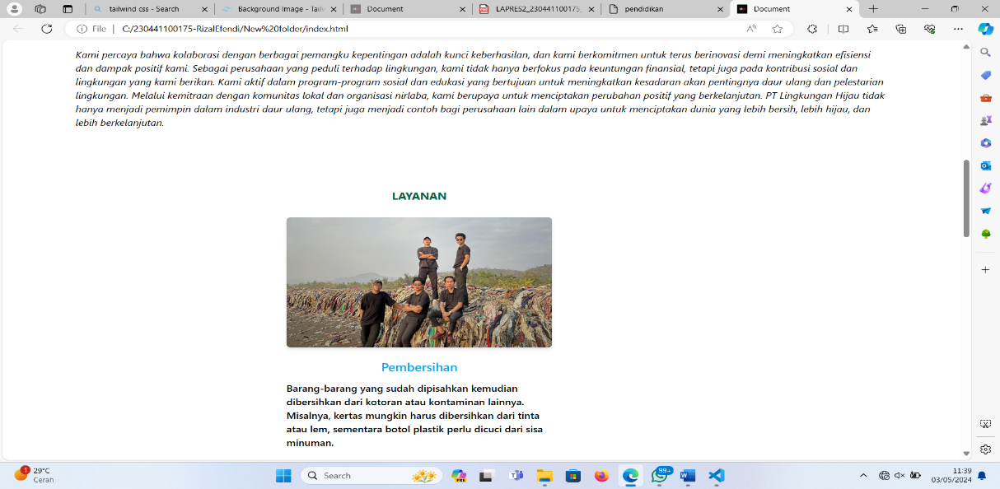 tailwind css - Search
Background Image - Tailw
Document
LAPRES2_230441100175_
pendidikan
Document
File
C:/230441100175-RizalEfendi/New%20folder/index.html
Kami percaya bahwa kolaborasi dengan berbagai pemangku kepentingan adalah kunci keberhasilan, dan kami berkomitmen untuk terus berinovasi demi meningkatkan efisiensi
dan dampak positif kami. Sebagai perusahaan yang peduli terhadap lingkungan, kami tidak hanya berfokus pada keuntungan finansial, tetapi juga pada kontribusi sosial dan
lingkungan yang kami berikan. Kami aktif dalam program-program sosial dan edukasi yang bertujuan untuk meningkatkan kesadaran akan pentingnya daur ulang dan pelestarian
lingkungan. Melalui kemitraan dengan komunitas lokal dan organisasi nirlaba, kami berupaya untuk menciptakan perubahan positif yang berkelanjutan. PT Lingkungan Hijau tidak
hanya menjadi pemimpin dalam industri daur ulang, tetapi juga menjadi contoh bagi perusahaan lain dalam upaya untuk menciptakan dunia yang lebih bersih, lebih hijau, dan
lebih berkelanjutan.
LAYANAN
Pembersihan
Barang-barang yang sudah dipisahkan kemudian
dibersihkan dari kotoran atau kontaminan lainnya.
Misalnya, kertas mungkin harus dibersihkan dari tinta
atau lem, sementara botol plastik perlu dicuci dari sisa
minuman.
1
29°C
Cerah
Search
PRE
99+
11:39
03/05/2024